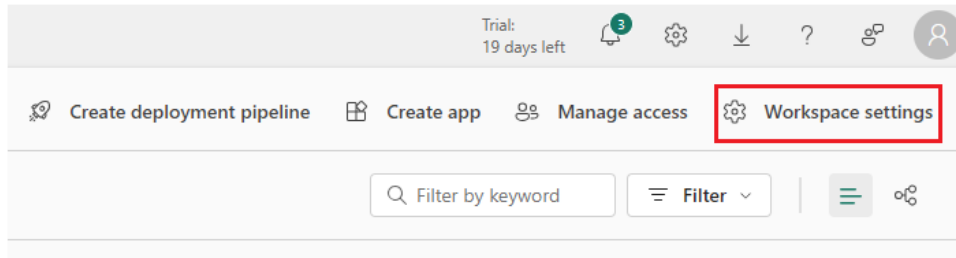 Trial:
19 days left
3
?
Create deployment pipeline
Create app
Manage access
Workspace settings
Filter by keyword
Filter